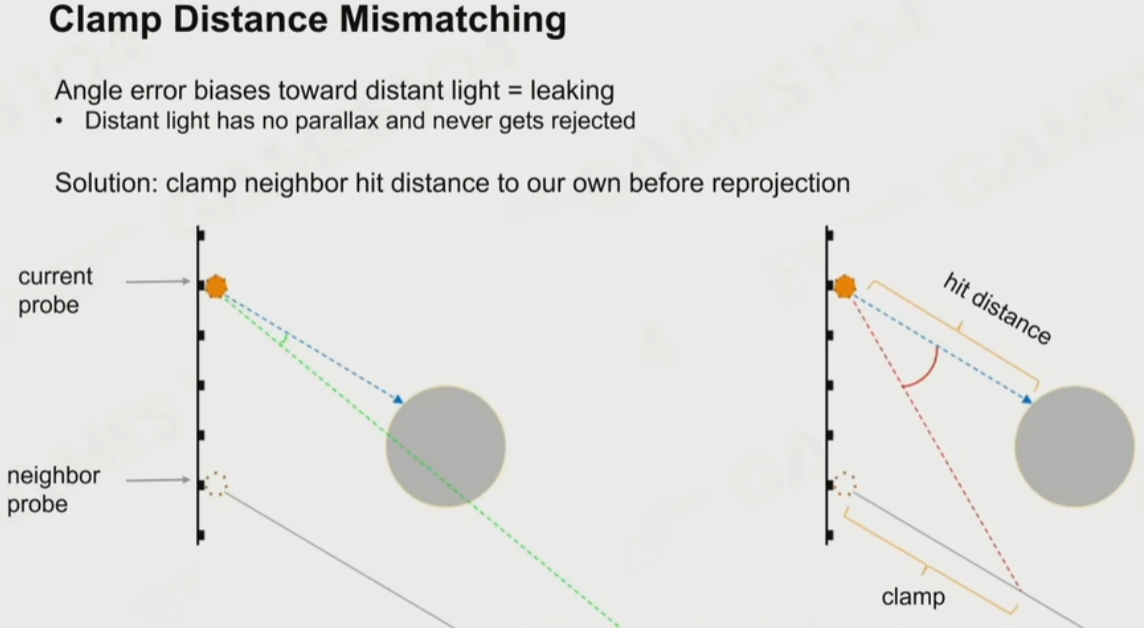 Clamp Distance Mismatching
Angle error biases toward distant light = leaking
• Distant light has no parallax and never gets rejected
Solution: clamp neighbor hit distance to our own before reprojection
current
probe
neighbor
probe
hit distance
clamp